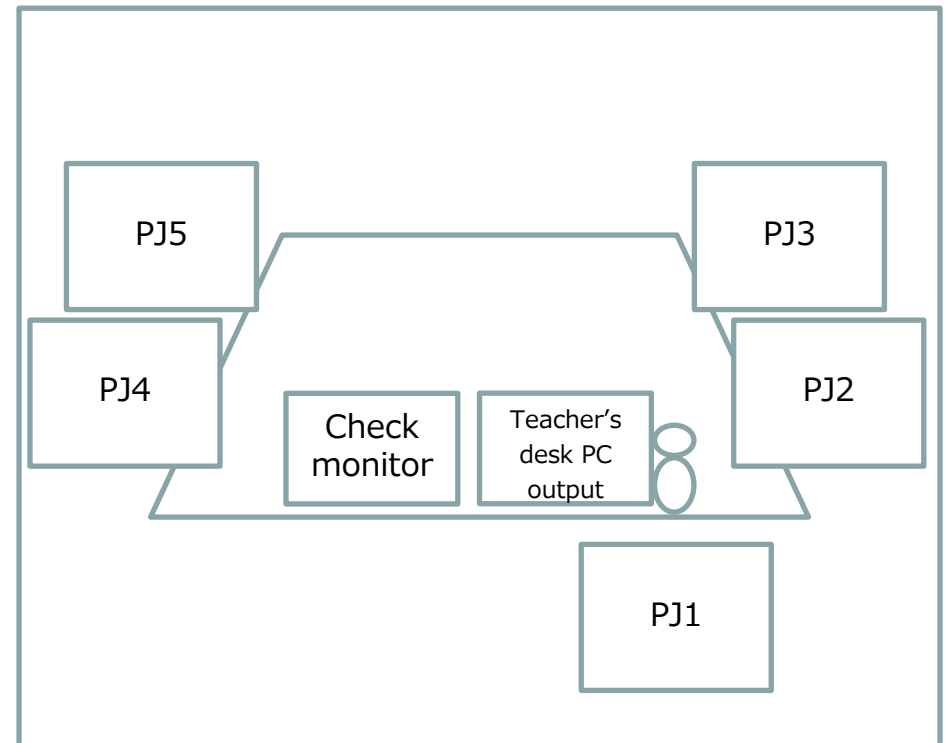 PJ5
PJ3
PJ4
PJ2
Check
monitor
Teacher’s
desk PC
output
PJ1